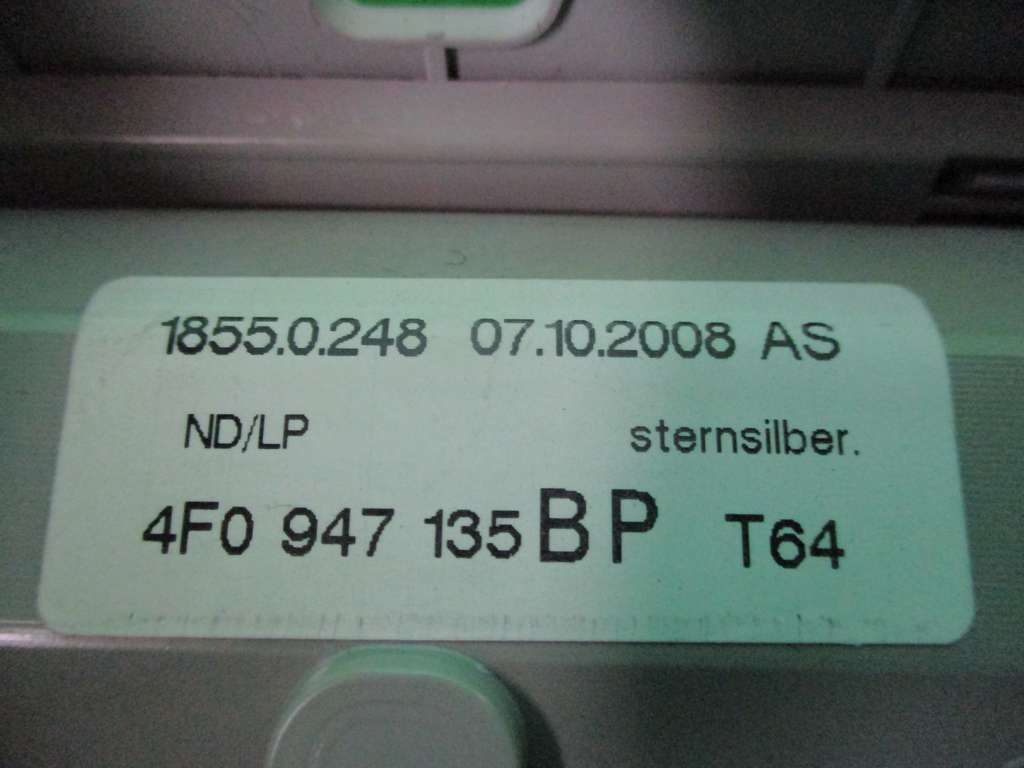 1855.0.248 07.10.2008 AS
ND/LP sternsilber.
4F0 947 135 BP T64